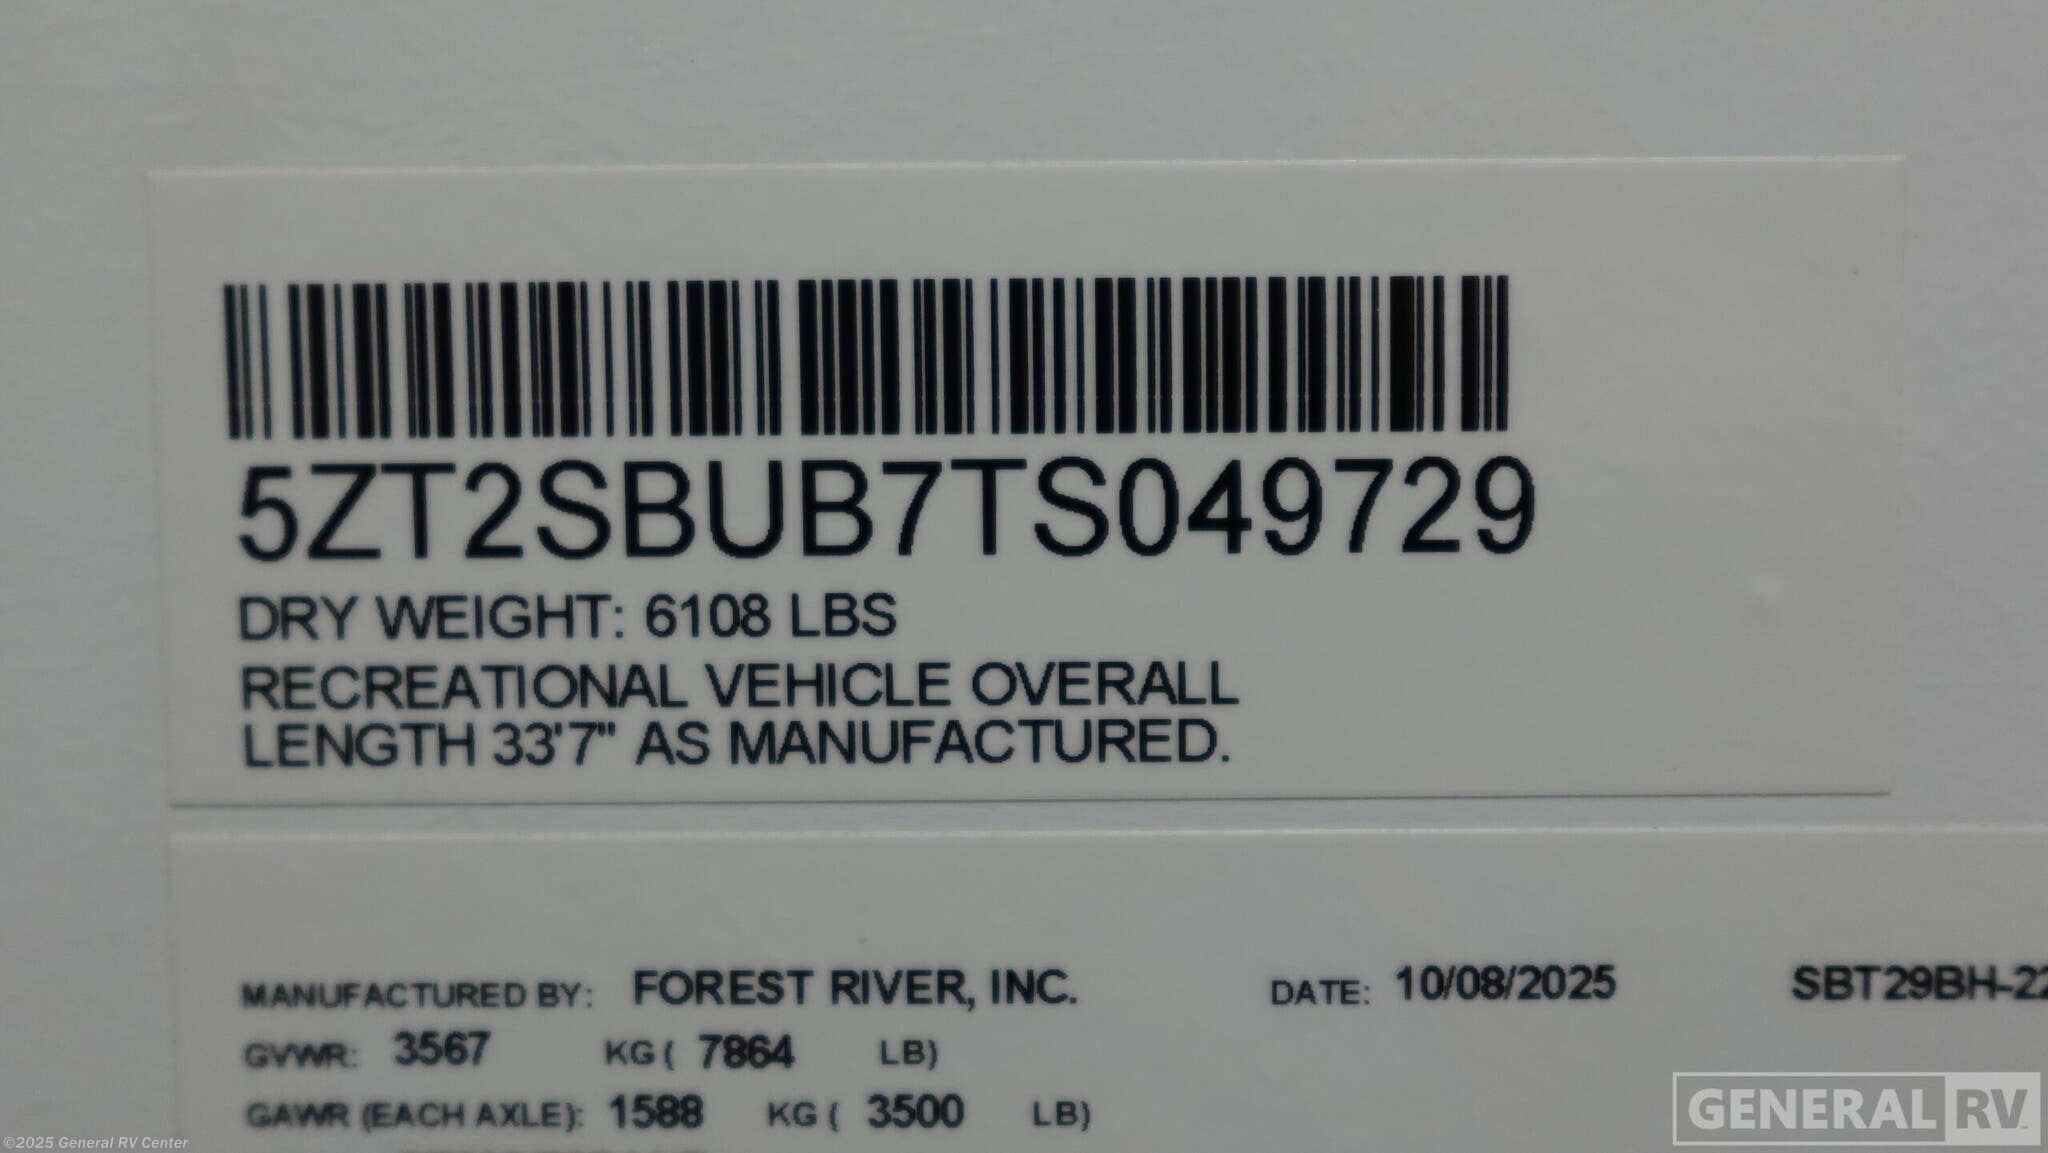 5ZT2SBUB7TS049729
DRY WEIGHT: 6108 LBS
RECREATIONAL VEHICLE OVERALL
LENGTH 33'7" AS MANUFACTURED.
MANUFACTURED BY: FOREST RIVER, INC. DATE: 10/08/2025 SBT29BH-22
GVWR: 3567 KG ( 7864 LB)
GAWR (EACH AXLE): 1588 KG ( 3500 LB)
GENERAL RV
©2025 General RV Center